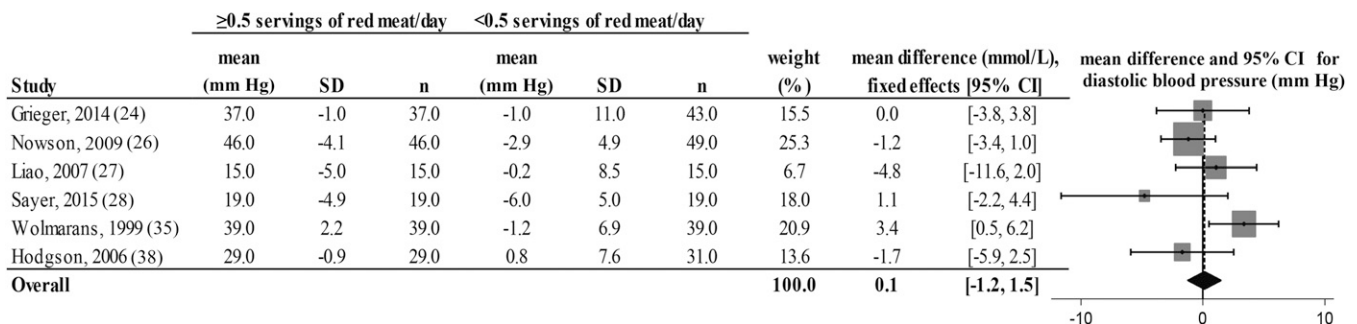 ≥0.5 servings of red meat/day <0.5 servings of red meat/day
mean mean weight mean difference (mmol/L), mean difference and 95% CI for
Study (mm Hg) SD n (mm Hg) SD n (%) fixed effects [95% CI] diastolic blood pressure (mm Hg)
Grieger, 2014 (24) 37.0 -1.0 37.0 -1.0 11.0 43.0 15.5 0.0 [-3.8, 3.8]
Nowson, 2009 (26) 46.0 -4.1 46.0 -2.9 4.9 49.0 25.3 -1.2 [-3.4, 1.0]
Liao, 2007 (27) 15.0 -5.0 15.0 -0.2 8.5 15.0 6.7 -4.8 [-11.6, 2.0]
Sayer, 2015 (28) 19.0 -4.9 19.0 -6.0 5.0 19.0 18.0 1.1 [-2.2, 4.4]
Wolmarans, 1999 (35) 39.0 2.2 39.0 -1.2 6.9 39.0 20.9 3.4 [0.5, 6.2]
Hodgson, 2006 (38) 29.0 -0.9 29.0 0.8 7.6 31.0 13.6 -1.7 [-5.9, 2.5]
Overall 100.0 0.1 [-1.2, 1.5]
-10 0 10